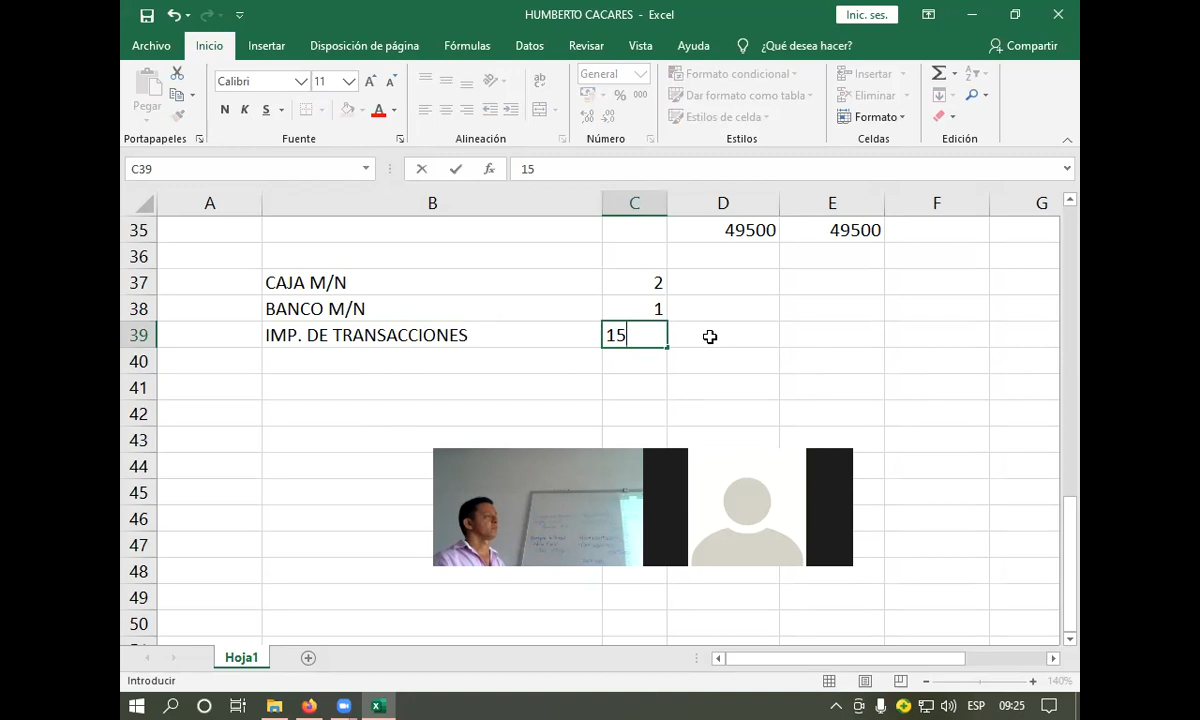 HUMBERTO CACARES - Excel
Inic. ses.
Archivo Inicio Insertar Disposición de página Fórmulas Datos Revisar Vista Ayuda ¿Qué desea hacer? Compartir
Pegar
Calibri 11
N K S
General
% 000
Formato condicional
Dar formato como tabla
Estilos de celda
Insertar
Eliminar
Formato
Portapapeles Fuente Alineación Número Estilos Celdas Edición
C39 fx 15
A B C D E F G
35 49500 49500
36
37 CAJA M/N 2
38 BANCO M/N 1
39 IMP. DE TRANSACCIONES 15
40
41
42
43
44
45
46
47
48
49
50
Hoja1
Introducir 140%
ESP 09:25